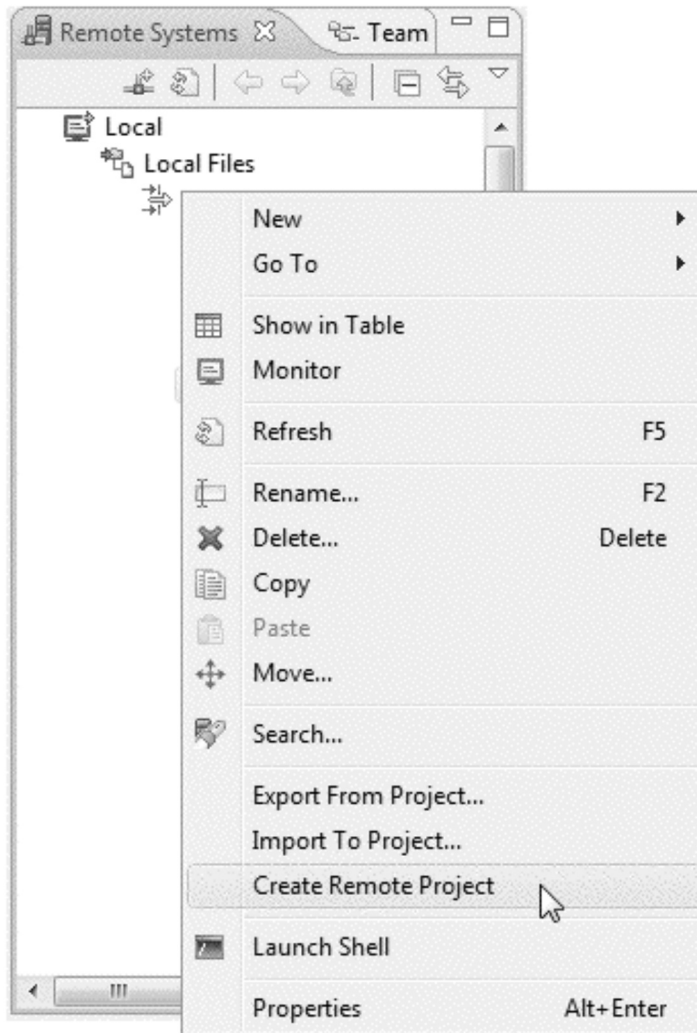 Remote Systems Team
Local
Local Files
New
Go To
Show in Table
Monitor
Refresh F5
Rename... F2
Delete... Delete
Copy
Paste
Move...
Search...
Export From Project...
Import To Project...
Create Remote Project
Launch Shell
Properties Alt+Enter